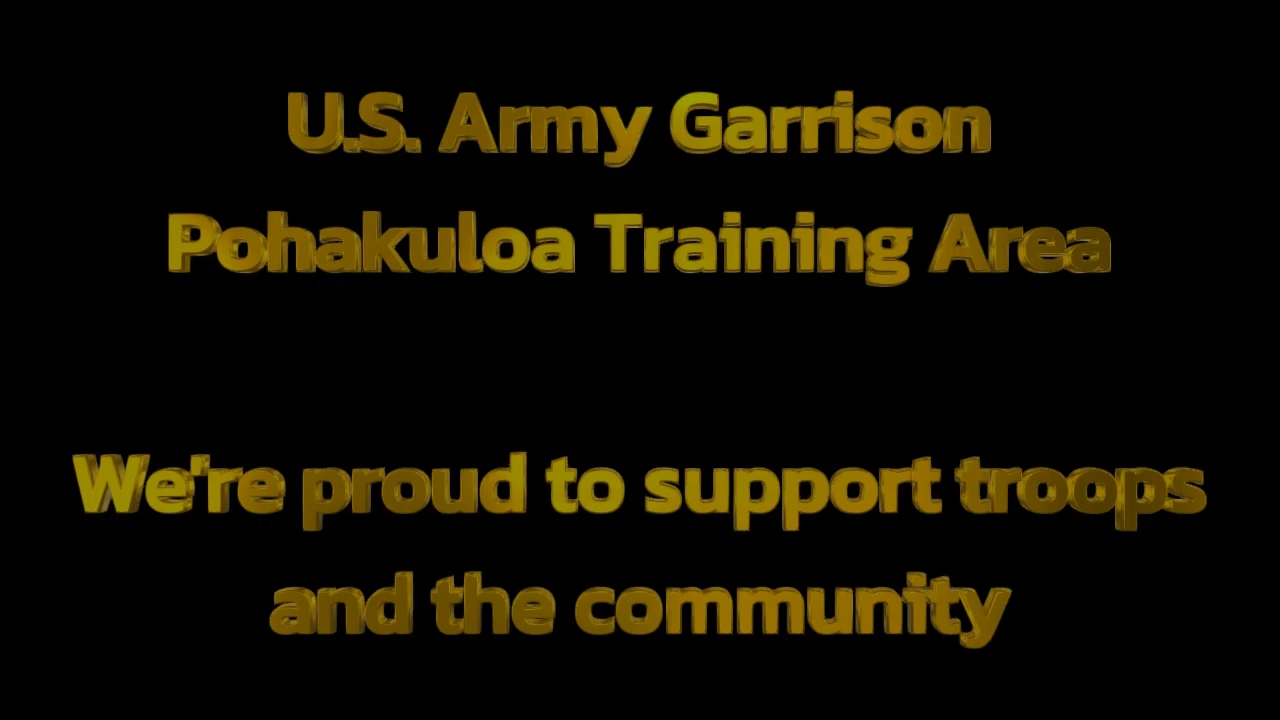 U.S. Army Garrison
Pohakuloa Training Area
We're proud to support troops
and the community